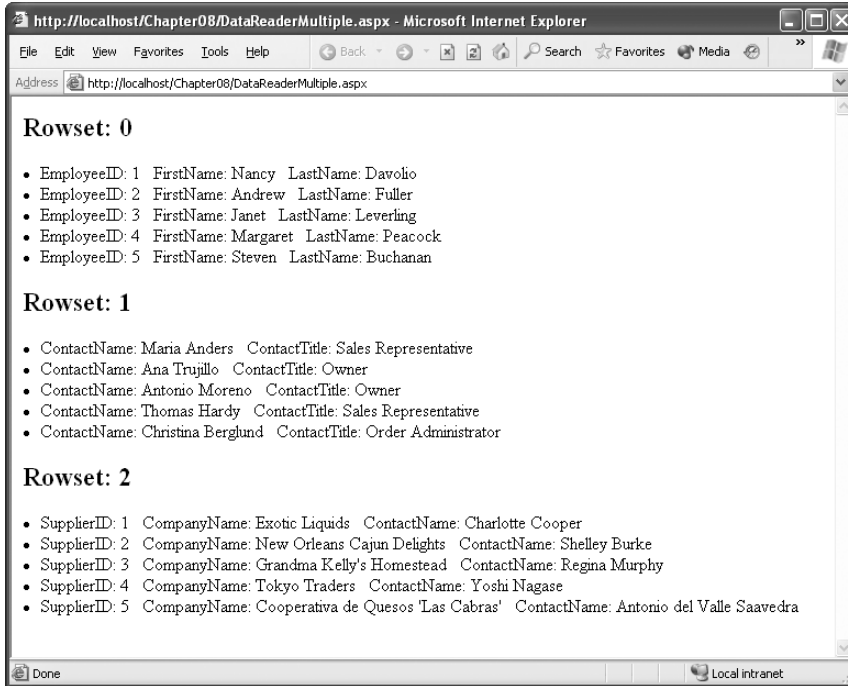 http://localhost/Chapter08/DataReaderMultiple.aspx - Microsoft Internet Explorer
File Edit View Favorites Tools Help Back Search Favorites Media »
Address http://localhost/Chapter08/DataReaderMultiple.aspx
Rowset: 0
• EmployeeID: 1 FirstName: Nancy LastName: Davolio
• EmployeeID: 2 FirstName: Andrew LastName: Fuller
• EmployeeID: 3 FirstName: Janet LastName: Leverling
• EmployeeID: 4 FirstName: Margaret LastName: Peacock
• EmployeeID: 5 FirstName: Steven LastName: Buchanan
Rowset: 1
• ContactName: Maria Anders ContactTitle: Sales Representative
• ContactName: Ana Trujillo ContactTitle: Owner
• ContactName: Antonio Moreno ContactTitle: Owner
• ContactName: Thomas Hardy ContactTitle: Sales Representative
• ContactName: Christina Berglund ContactTitle: Order Administrator
Rowset: 2
• SupplierID: 1 CompanyName: Exotic Liquids ContactName: Charlotte Cooper
• SupplierID: 2 CompanyName: New Orleans Cajun Delights ContactName: Shelley Burke
• SupplierID: 3 CompanyName: Grandma Kelly's Homestead ContactName: Regina Murphy
• SupplierID: 4 CompanyName: Tokyo Traders ContactName: Yoshi Nagase
• SupplierID: 5 CompanyName: Cooperativa de Quesos 'Las Cabras' ContactName: Antonio del Valle Saavedra
Done Local intranet